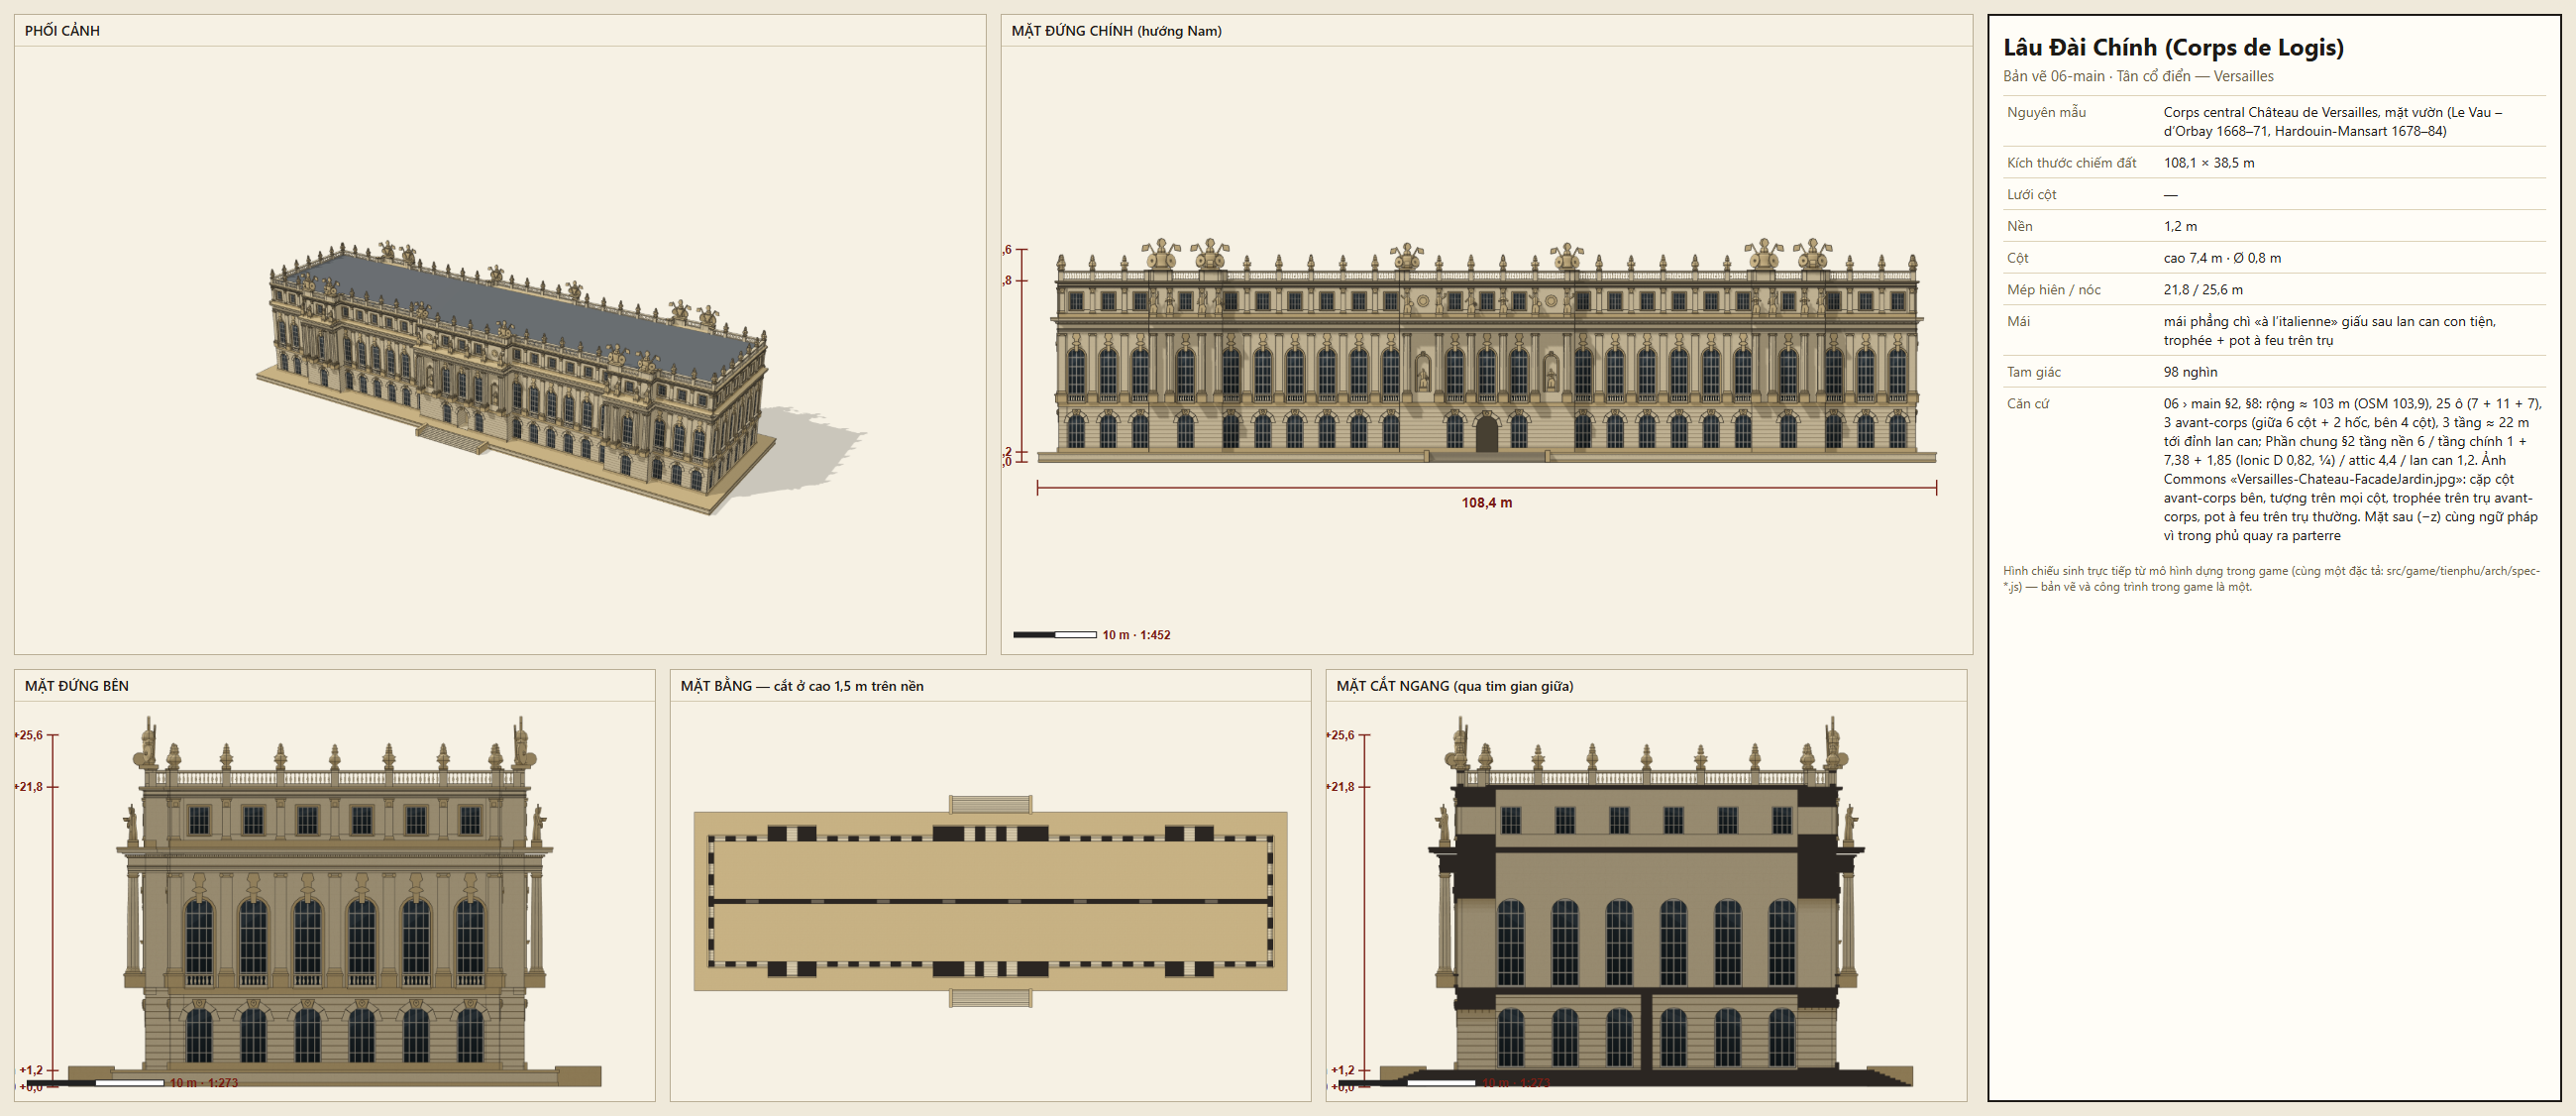 PHỐI CẢNH
MẶT ĐỨNG CHÍNH (hướng Nam)
,6
,8
,2
,0
108,4 m
10 m · 1:452
MẶT ĐỨNG BÊN
+25,6
+21,8
+1,2
+0,0
10 m · 1:273
MẶT BẰNG — cắt ở cao 1,5 m trên nền
MẶT CẮT NGANG (qua tim gian giữa)
+25,6
+21,8
+1,2
+0,0
10 m · 1:273
Lâu Đài Chính (Corps de Logis)
Bản vẽ 06-main · Tân cổ điển — Versailles
Nguyên mẫu Corps central Château de Versailles, mặt vườn (Le Vau –
d’Orbay 1668–71, Hardouin-Mansart 1678–84)
Kích thước chiếm đất 108,1 × 38,5 m
Lưới cột —
Nền 1,2 m
Cột cao 7,4 m · Ø 0,8 m
Mép hiên / nóc 21,8 / 25,6 m
Mái mái phẳng chì «à l’italienne» giấu sau lan can con tiện,
trophée + pot à feu trên trụ
Tam giác 98 nghìn
Căn cứ 06 › main §2, §8: rộng ≈ 103 m (OSM 103,9), 25 ô (7 + 11 + 7),
3 avant-corps (giữa 6 cột + 2 hốc, bên 4 cột), 3 tầng ≈ 22 m
tới đỉnh lan can; Phần chung §2 tầng nền 6 / tầng chính 1 +
7,38 + 1,85 (Ionic D 0,82, ¼) / attic 4,4 / lan can 1,2. Ảnh
Commons «Versailles-Chateau-FacadeJardin.jpg»: cặp cột
avant-corps bên, tượng trên mọi cột, trophée trên trụ avant-
corps, pot à feu trên trụ thường. Mặt sau (−z) cùng ngữ pháp
vì trong phủ quay ra parterre
Hình chiếu sinh trực tiếp từ mô hình dựng trong game (cùng một đặc tả: src/game/tienphu/arch/spec-
*.js) — bản vẽ và công trình trong game là một.